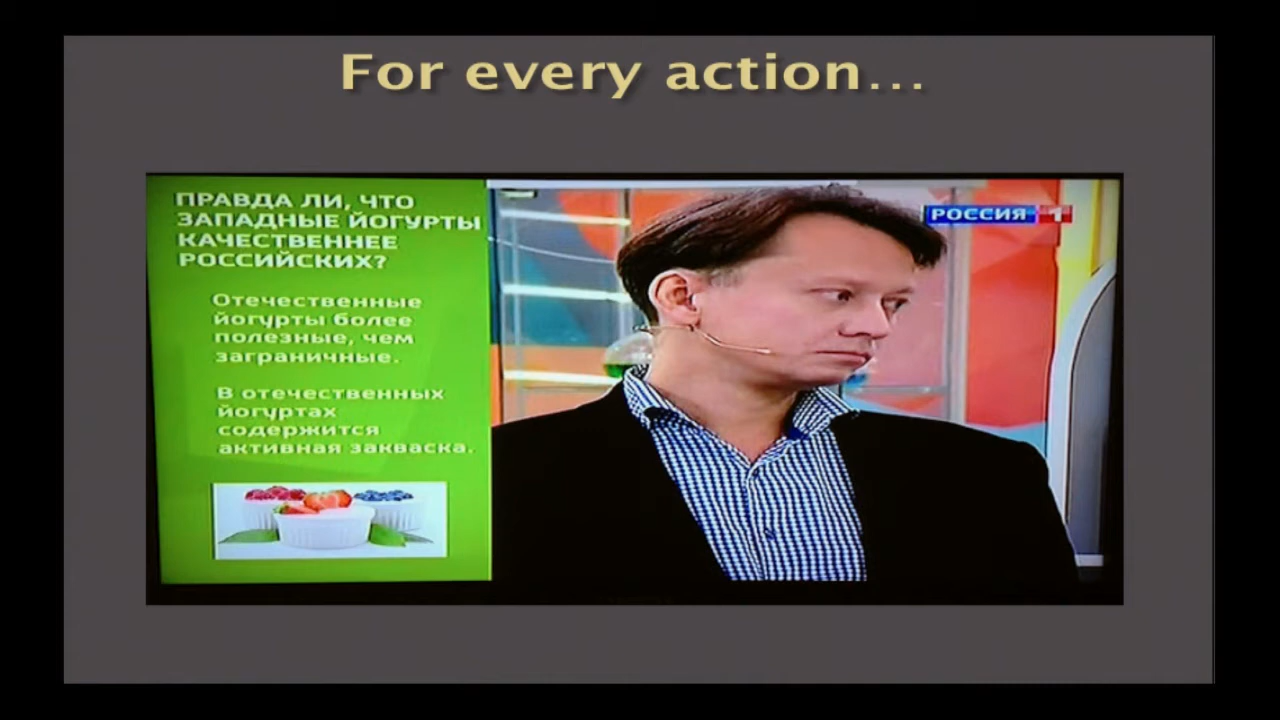 For every action...
ПРАВДА ЛИ, ЧТО
ЗАПАДНЫЕ ЙОГУРТЫ
КАЧЕСТВЕННЕЕ
РОССИЙСКИХ?
Отечественные
йогурты более
полезные, чем
заграничные.
В отечественных
йогуртах
содержится
активная закваска.
РОССИЯ 1